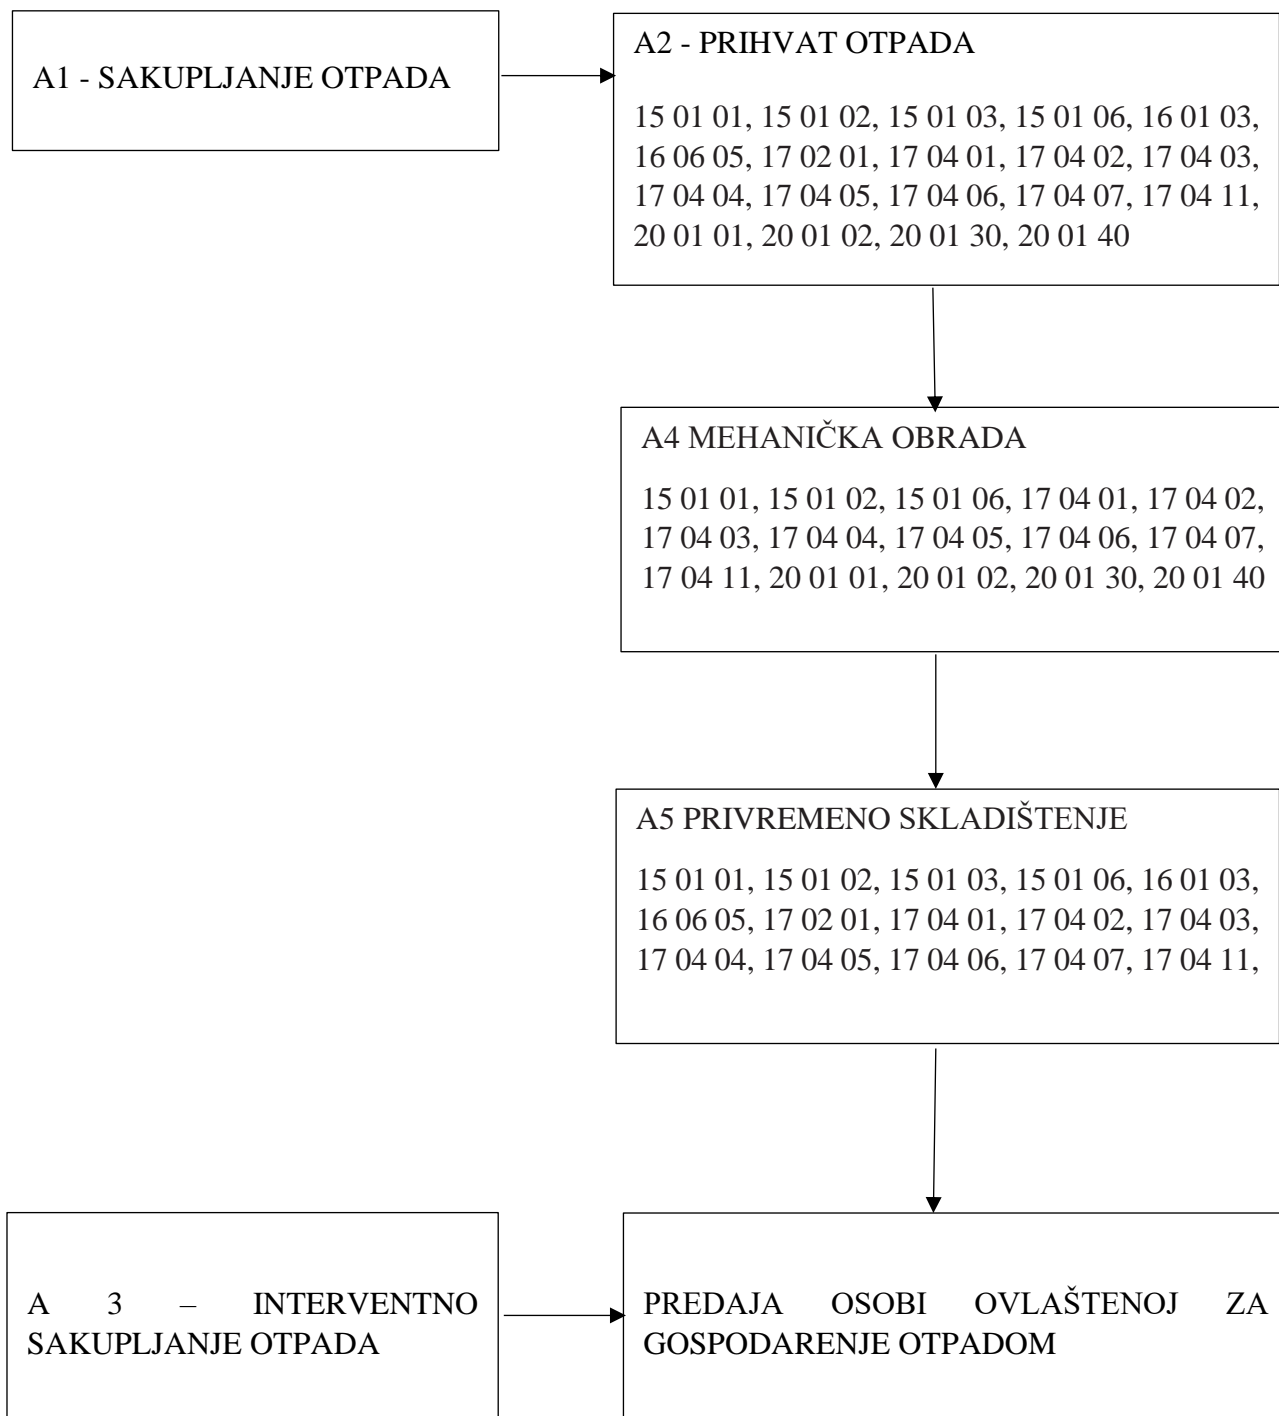 A1 - SAKUPLJANJE OTPADA
A2 - PRIHVAT OTPADA
15 01 01, 15 01 02, 15 01 03, 15 01 06, 16 01 03,
16 06 05, 17 02 01, 17 04 01, 17 04 02, 17 04 03,
17 04 04, 17 04 05, 17 04 06, 17 04 07, 17 04 11,
20 01 01, 20 01 02, 20 01 30, 20 01 40
A4 MEHANIČKA OBRADA
15 01 01, 15 01 02, 15 01 06, 17 04 01, 17 04 02,
17 04 03, 17 04 04, 17 04 05, 17 04 06, 17 04 07,
17 04 11, 20 01 01, 20 01 02, 20 01 30, 20 01 40
A5 PRIVREMENO SKLADIŠTENJE
15 01 01, 15 01 02, 15 01 03, 15 01 06, 16 01 03,
16 06 05, 17 02 01, 17 04 01, 17 04 02, 17 04 03,
17 04 04, 17 04 05, 17 04 06, 17 04 07, 17 04 11,
A 3 – INTERVENTNO
SAKUPLJANJE OTPADA
PREDAJA OSOBI OVLAŠTENOJ ZA
GOSPODARENJE OTPADOM